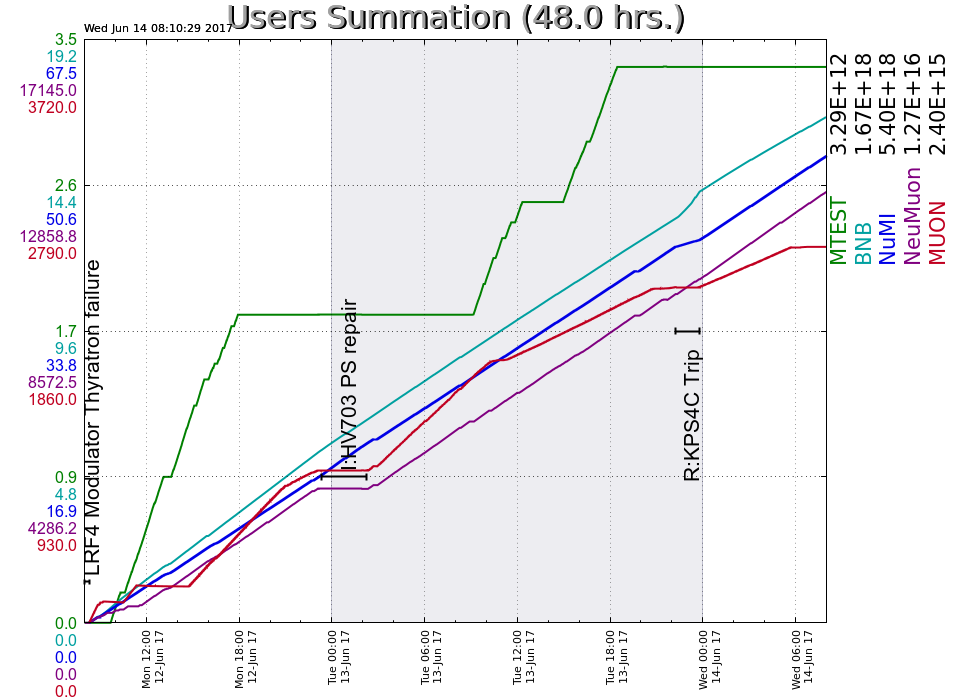 Users Summation (48.0 hrs.)
Wed Jun 14 08:10:29 2017
3.5
19.2
67.5
17145.0
3720.0
2.6
14.4
50.6
12858.8
2790.0
1.7
9.6
33.8
8572.5
1860.0
0.9
4.8
16.9
4286.2
930.0
0.0
0.0
0.0
0.0
0.0
*LRF4 Modulator Thyratron failure
I:HV703 PS repair
R:KPS4C Trip
MTEST 3.29E+12
BNB 1.67E+18
NuMI 5.40E+18
NeuMuon 1.27E+16
MUON 2.40E+15
Mon 12:00
12-Jun 17
Mon 18:00
12-Jun 17
Tue 00:00
13-Jun 17
Tue 06:00
13-Jun 17
Tue 12:00
13-Jun 17
Tue 18:00
13-Jun 17
Wed 00:00
14-Jun 17
Wed 06:00
14-Jun 17